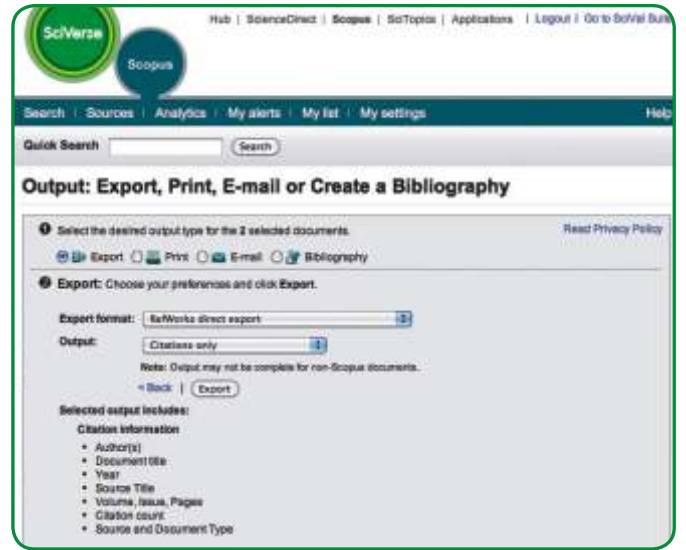 SciVerse
Hub | ScienceDirect | Scopus | SciTopics | Applications | Logout | Go to SciVal Suite
Scopus
Search | Sources | Analytics | My alerts | My list | My settings Help
Quick Search Search
Output: Export, Print, E-mail or Create a Bibliography
1 Select the desired output type for the 2 selected documents. Read Privacy Policy
Export Print E-mail Bibliography
2 Export: Choose your preferences and click Export.
Export format: RefWorks direct export
Output: Citations only
Note: Output may not be complete for non-Scopus documents.
< Back | Export
Selected output includes:
Citation information
• Author(s)
• Document title
• Year
• Source Title
• Volume, Issue, Pages
• Citation count
• Source and Document Type